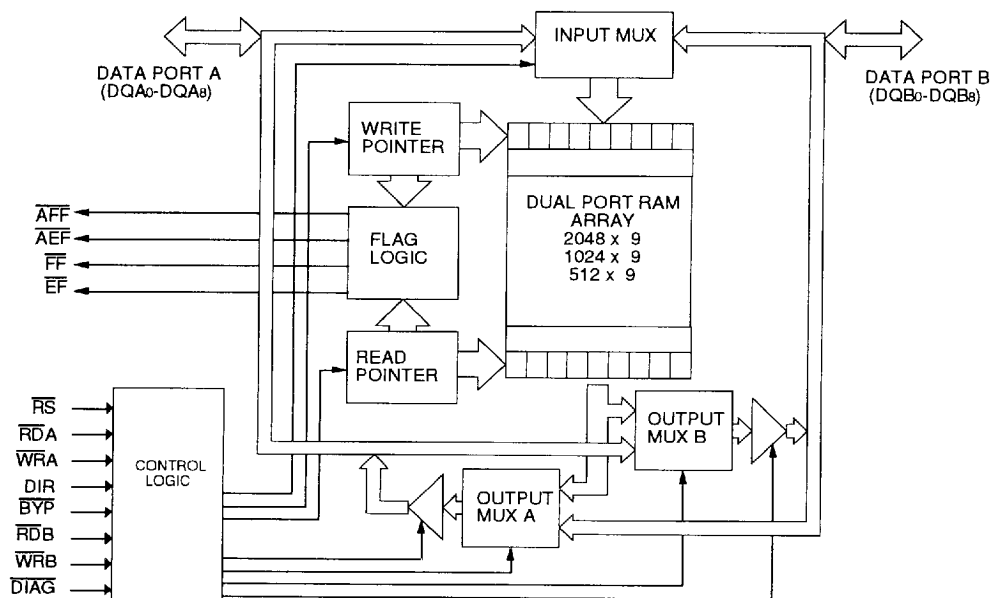 INPUT MUX
DATA PORT A
(DQA0-DQA8)
DATA PORT B
(DQB0-DQB8)
WRITE
POINTER
AFF
AEF
FF
EF
FLAG
LOGIC
DUAL PORT RAM
ARRAY
2048 x 9
1024 x 9
512 x 9
READ
POINTER
RS
RDA
WRA
DIR
BYP
RDB
WRB
DIAG
CONTROL
LOGIC
OUTPUT
MUX B
OUTPUT
MUX A